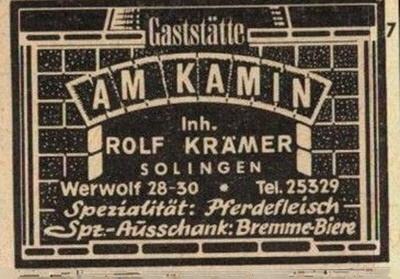 Gaststätte
7
AM KAMIN
Inh.
ROLF KRÄMER
SOLINGEN
Werwolf 28-30 * Tel. 25329
Spezialität: Pferdefleisch
Spz-Ausschank: Bremme-Biere